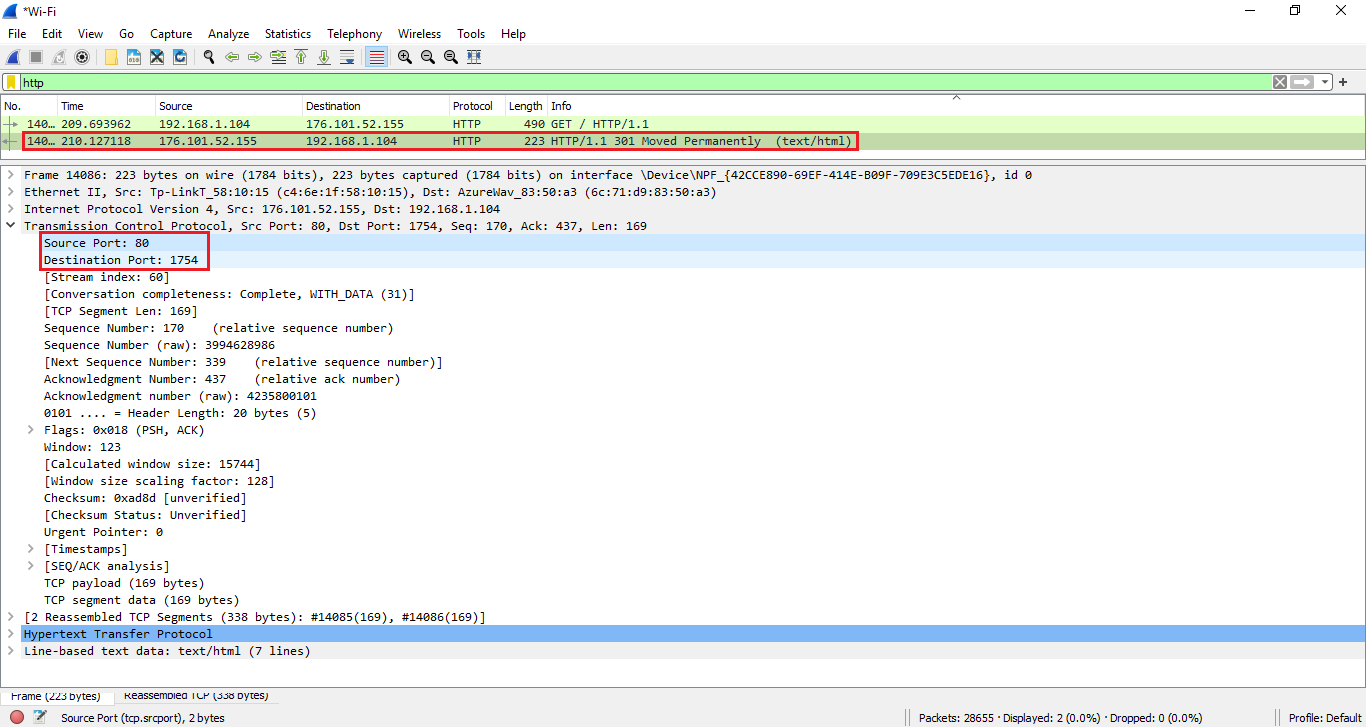 *Wi-Fi
File Edit View Go Capture Analyze Statistics Telephony Wireless Tools Help
http
No. Time Source Destination Protocol Length Info
140… 209.693962 192.168.1.104 176.101.52.155 HTTP 490 GET / HTTP/1.1
140… 210.127118 176.101.52.155 192.168.1.104 HTTP 223 HTTP/1.1 301 Moved Permanently (text/html)
Frame 14086: 223 bytes on wire (1784 bits), 223 bytes captured (1784 bits) on interface \Device\NPF_{42CCE890-69EF-414E-B09F-709E3C5EDE16}, id 0
Ethernet II, Src: Tp-LinkT_58:10:15 (c4:6e:1f:58:10:15), Dst: AzureWav_83:50:a3 (6c:71:d9:83:50:a3)
Internet Protocol Version 4, Src: 176.101.52.155, Dst: 192.168.1.104
Transmission Control Protocol, Src Port: 80, Dst Port: 1754, Seq: 170, Ack: 437, Len: 169
Source Port: 80
Destination Port: 1754
[Stream index: 60]
[Conversation completeness: Complete, WITH_DATA (31)]
[TCP Segment Len: 169]
Sequence Number: 170 (relative sequence number)
Sequence Number (raw): 3994628986
[Next Sequence Number: 339 (relative sequence number)]
Acknowledgment Number: 437 (relative ack number)
Acknowledgment number (raw): 4235800101
0101 .... = Header Length: 20 bytes (5)
Flags: 0x018 (PSH, ACK)
Window: 123
[Calculated window size: 15744]
[Window size scaling factor: 128]
Checksum: 0xad8d [unverified]
[Checksum Status: Unverified]
Urgent Pointer: 0
[Timestamps]
[SEQ/ACK analysis]
TCP payload (169 bytes)
TCP segment data (169 bytes)
[2 Reassembled TCP Segments (338 bytes): #14085(169), #14086(169)]
Hypertext Transfer Protocol
Line-based text data: text/html (7 lines)
Frame (223 bytes) Reassembled TCP (338 bytes)
Source Port (tcp.srcport), 2 bytes Packets: 28655 · Displayed: 2 (0.0%) · Dropped: 0 (0.0%) Profile: Default